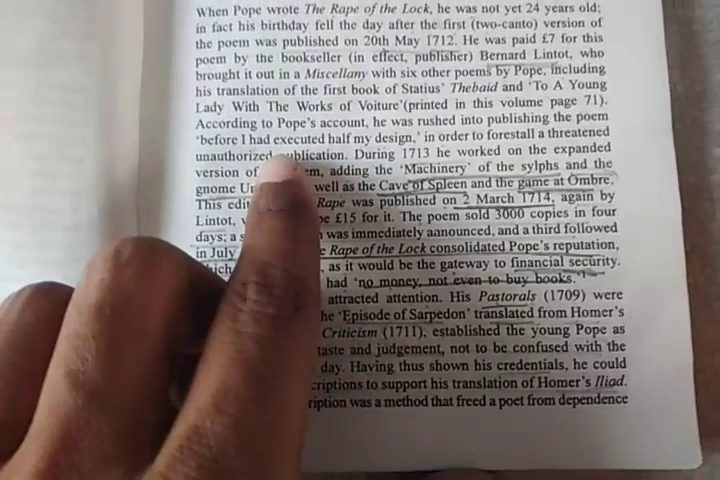 When Pope wrote The Rape of the Lock, he was not yet 24 years old;
in fact his birthday fell the day after the first (two-canto) version of
the poem was published on 20th May 1712. He was paid £7 for this
poem by the bookseller (in effect, publisher) Bernard Lintot, who
brought it out in a Miscellany with six other poems by Pope, including
his translation of the first book of Statius' Thebaid and 'To A Young
Lady With The Works of Voiture'(printed in this volume page 71).
According to Pope's account, he was rushed into publishing the poem
'before I had executed half my design,' in order to forestall a threatened
unauthorized publication. During 1713 he worked on the expanded
version of adding the 'Machinery' of the sylphs and the
gnome well as the Cave of Spleen and the game at Ombre.
This Rape was published on 2 March 1714, again by
Lintot, £15 for it. The poem sold 3000 copies in four
days; a was immediately announced, and a third followed
in July Rape of the Lock consolidated Pope's reputation,
, as it would be the gateway to financial security.
had 'no money, not even to buy books.'
attracted attention. His Pastorals (1709) were
'Episode of Sarpedon' translated from Homer's
Criticism (1711), established the young Pope as
taste and judgement, not to be confused with the
day. Having thus shown his credentials, he could
to support his translation of Homer's Iliad.
was a method that freed a poet from dependence